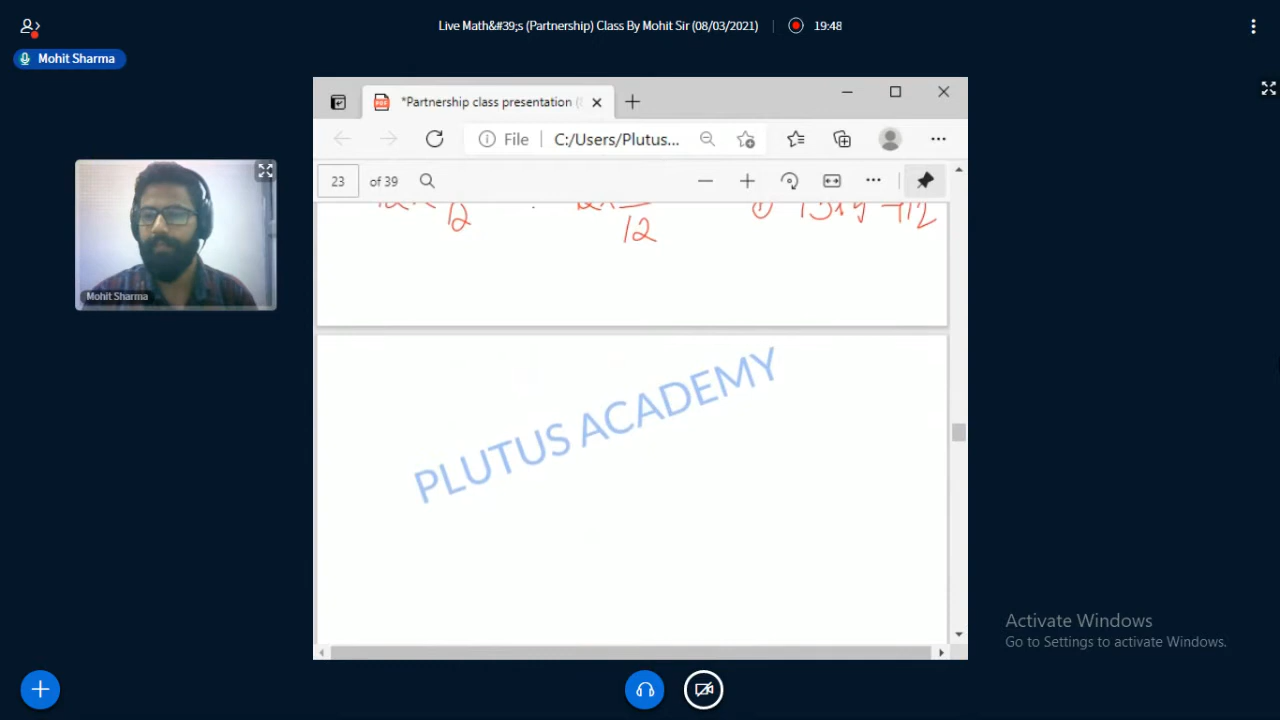 Live Math&#39;s (Partnership) Class By Mohit Sir (08/03/2021)
19:48
Mohit Sharma
*Partnership class presentation (
File
C:/Users/Plutus...
23
of 39
12
12
PLUTUS ACADEMY
Mohit Sharma
Activate Windows
Go to Settings to activate Windows.